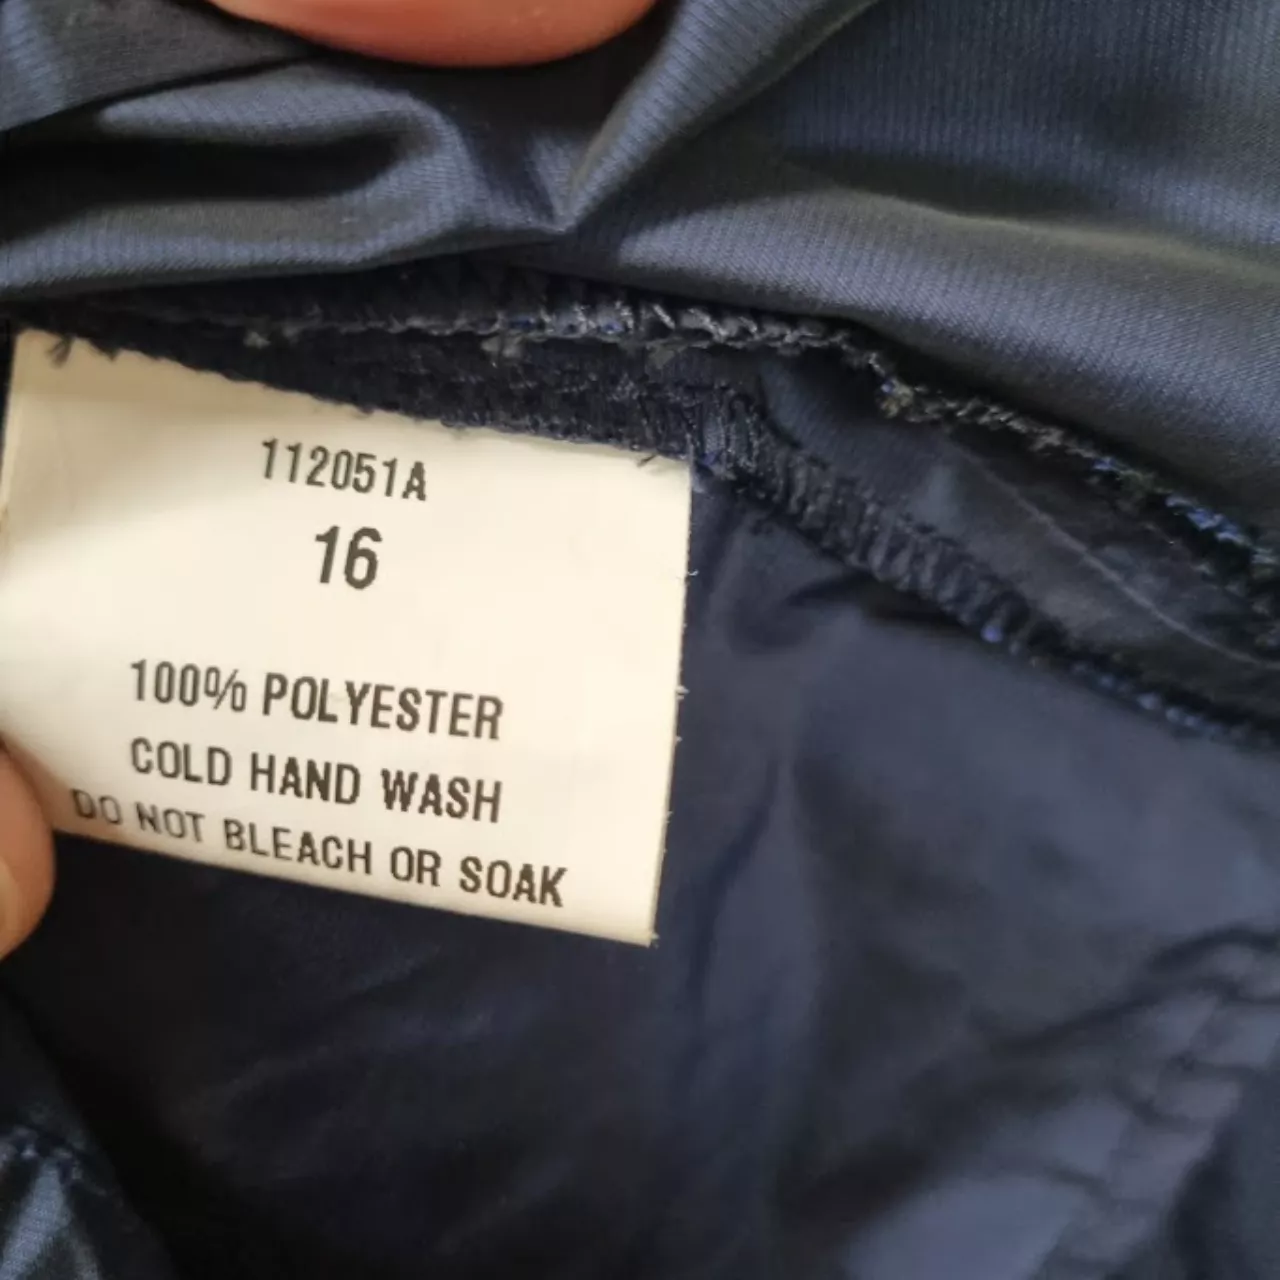 112051A
16
100% POLYESTER
COLD HAND WASH
DO NOT BLEACH OR SOAK